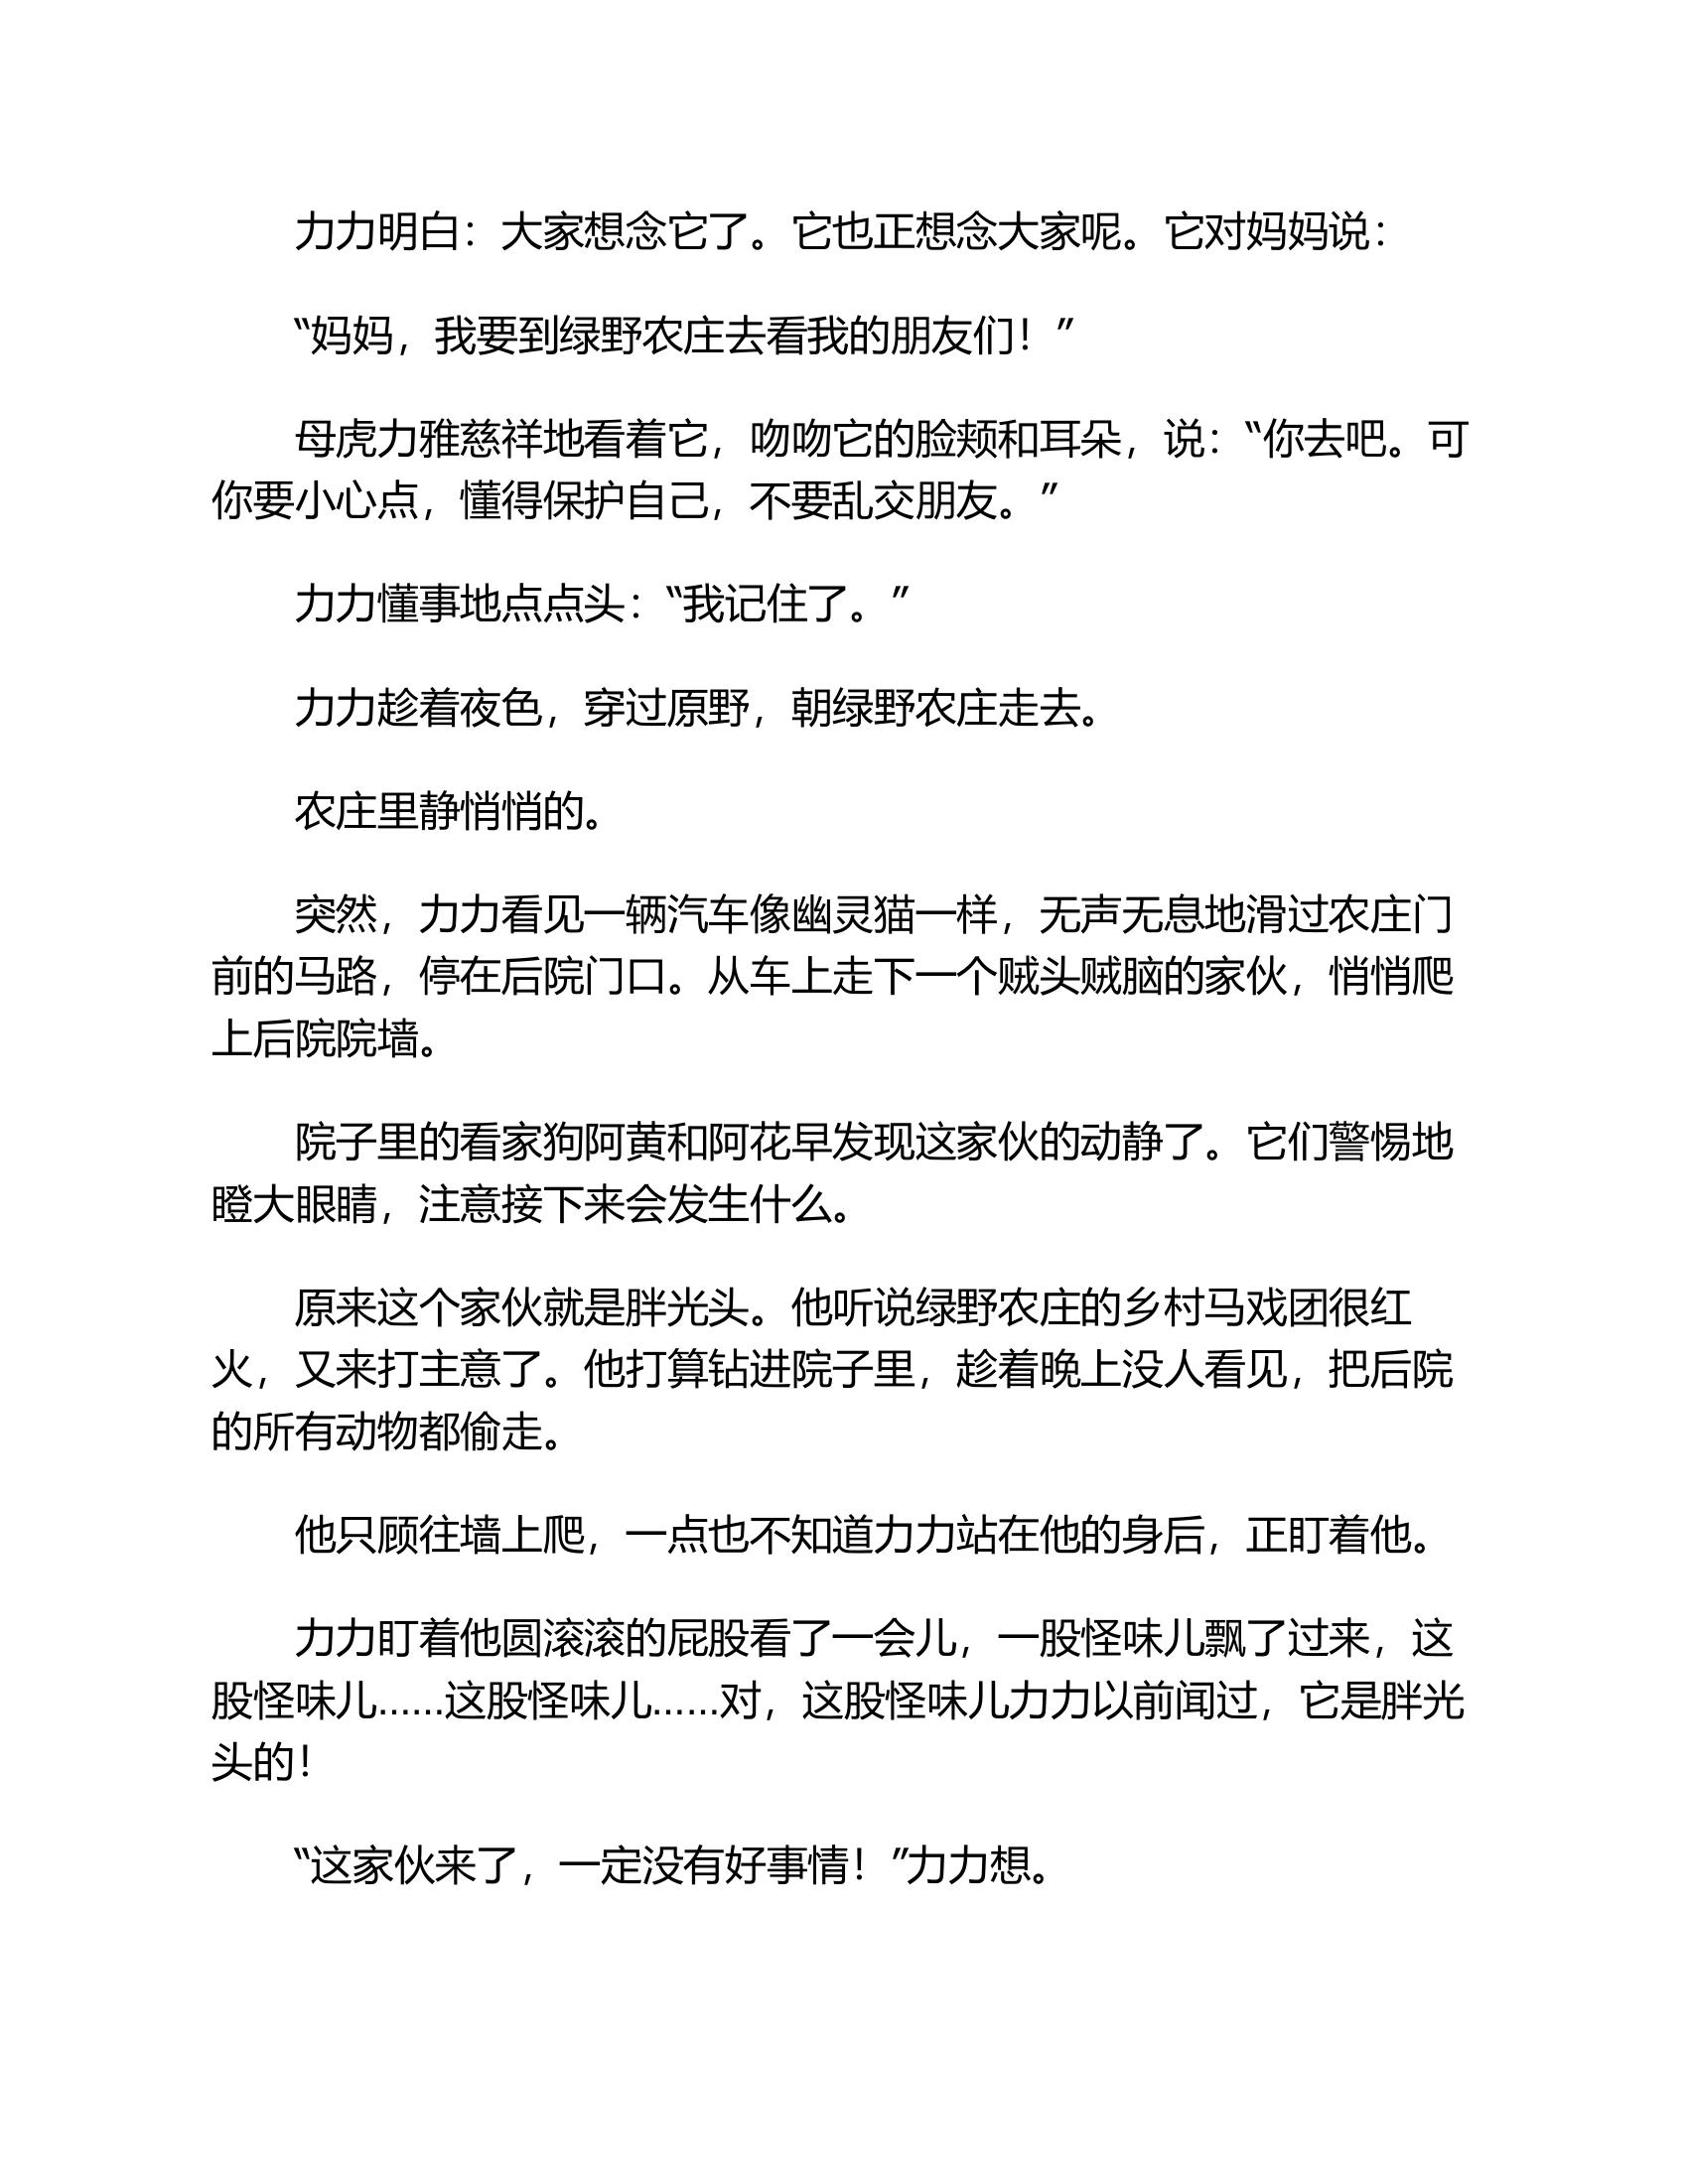 力力明白：大家想念它了。它也正想念大家呢。它对妈妈说：
“妈妈，我要到绿野农庄去看我的朋友们！”
母虎力雅慈祥地看着它，吻吻它的脸颊和耳朵，说：“你去吧。可
你要小心点，懂得保护自己，不要乱交朋友。”
力力懂事地点点头：“我记住了。”
力力趁着夜色，穿过原野，朝绿野农庄走去。
农庄里静悄悄的。
突然，力力看见一辆汽车像幽灵猫一样，无声无息地滑过农庄门
前的马路，停在后院门口。从车上走下一个贼头贼脑的家伙，悄悄爬
上后院院墙。
院子里的看家狗阿黄和阿花早发现这家伙的动静了。它们警惕地
瞪大眼睛，注意接下来会发生什么。
原来这个家伙就是胖光头。他听说绿野农庄的乡村马戏团很红
火，又来打主意了。他打算钻进院子里，趁着晚上没人看见，把后院
的所有动物都偷走。
他只顾往墙上爬，一点也不知道力力站在他的身后，正盯着他。
力力盯着他圆滚滚的屁股看了一会儿，一股怪味儿飘了过来，这
股怪味儿……这股怪味儿……对，这股怪味儿力力以前闻过，它是胖光
头的！
“这家伙来了，一定没有好事情！”力力想。